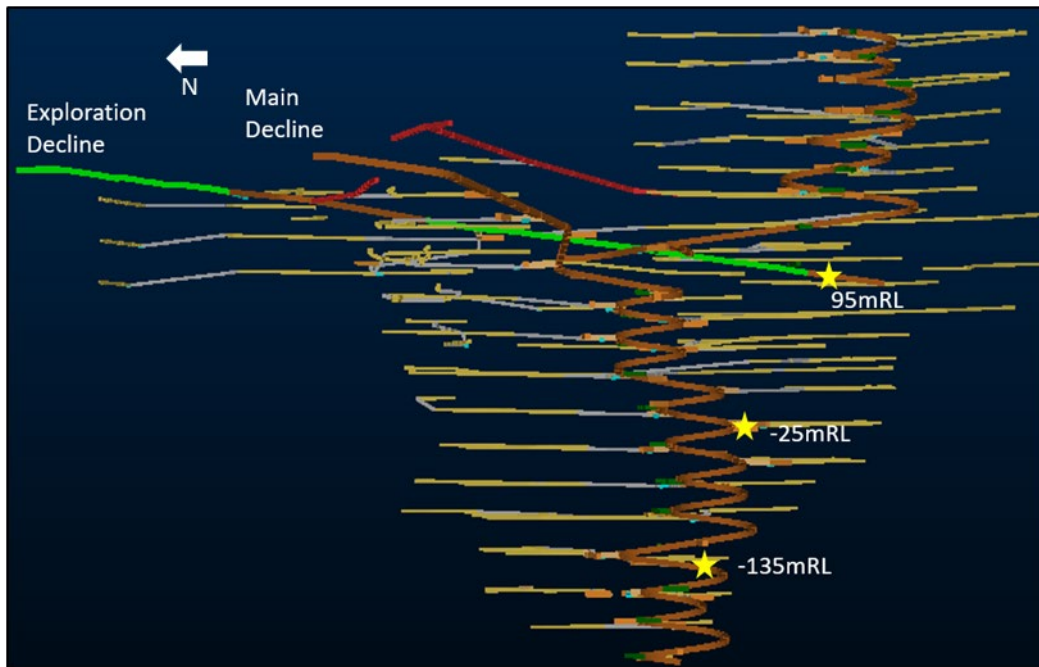 N
Exploration
Decline
Main
Decline
95mRL
-25mRL
-135mRL